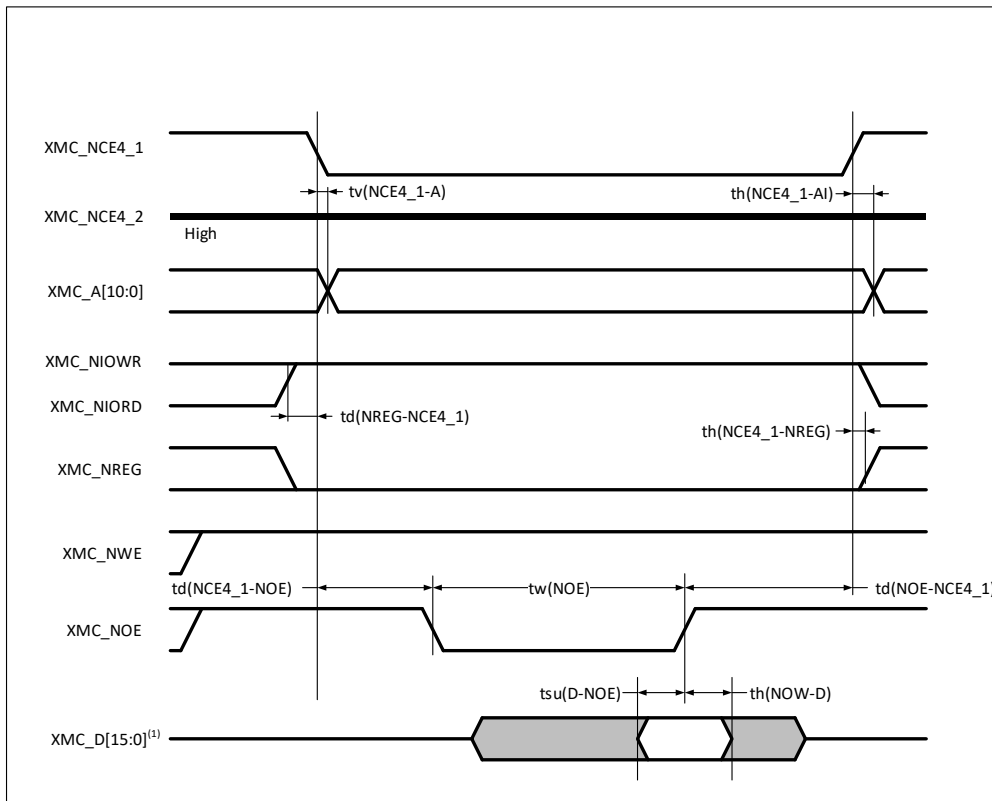 XMC_NCE4_1
tv(NCE4_1-A)
th(NCE4_1-AI)
XMC_NCE4_2
High
XMC_A[10:0]
XMC_NIOWR
XMC_NIORD
td(NREG-NCE4_1)
th(NCE4_1-NREG)
XMC_NREG
XMC_NWE
td(NCE4_1-NOE)
tw(NOE)
td(NOE-NCE4_1)
XMC_NOE
tsu(D-NOE)
th(NOW-D)
XMC_D[15:0](1)